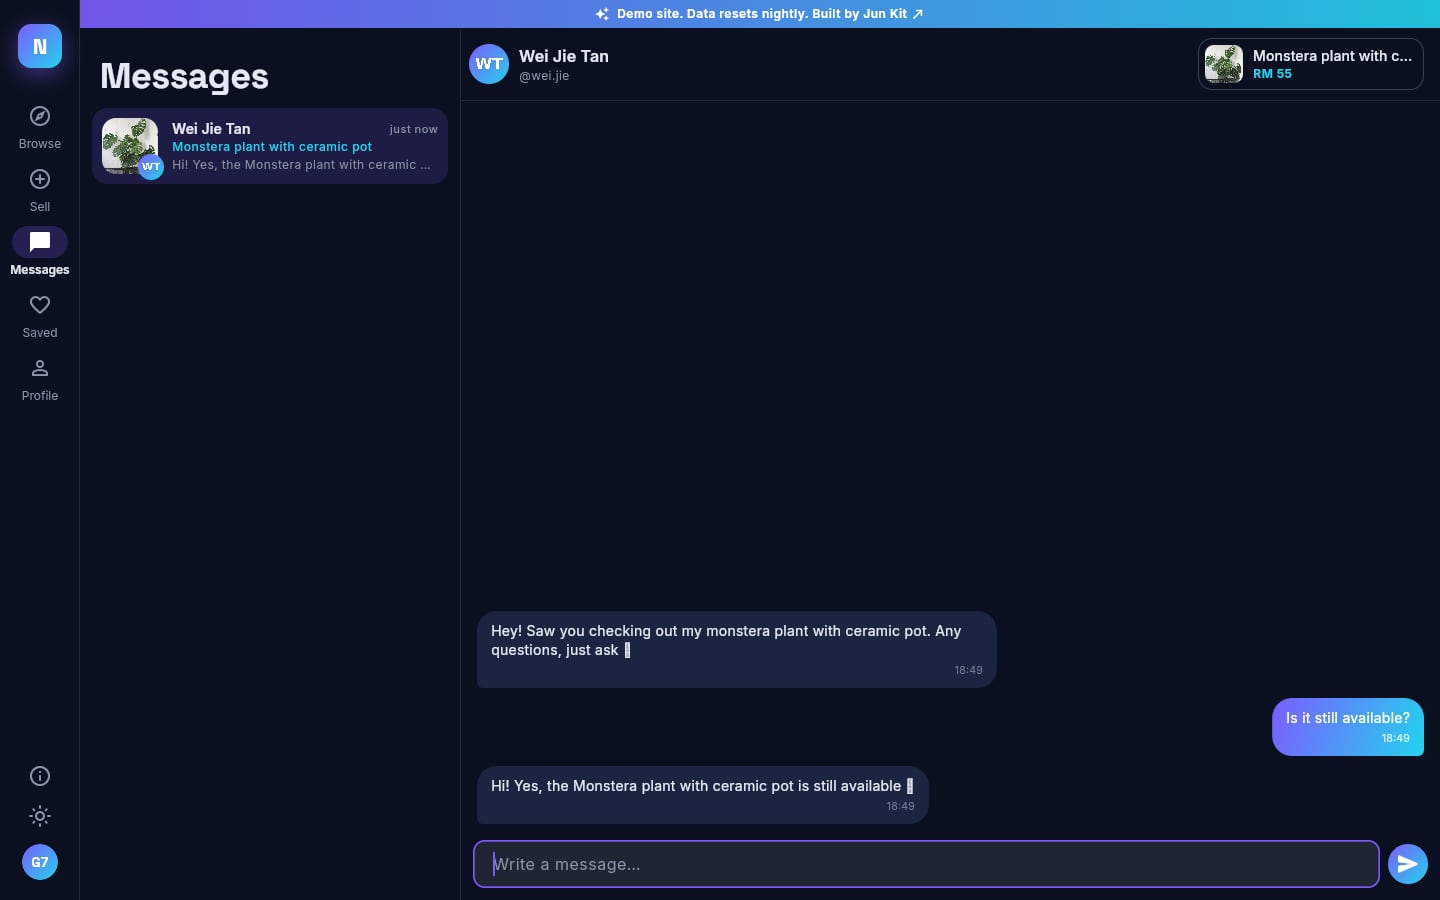 Demo site. Data resets nightly. Built by Jun Kit ↗
N
Browse
Sell
Messages
Saved
Profile
G7
Messages
Wei Jie Tan
just now
Monstera plant with ceramic pot
Hi! Yes, the Monstera plant with ceramic ...
WT
WT
Wei Jie Tan
@wei.jie
Monstera plant with c...
RM 55
Hey! Saw you checking out my monstera plant with ceramic pot. Any
questions, just ask
18:49
Is it still available?
18:49
Hi! Yes, the Monstera plant with ceramic pot is still available
18:49
Write a message...